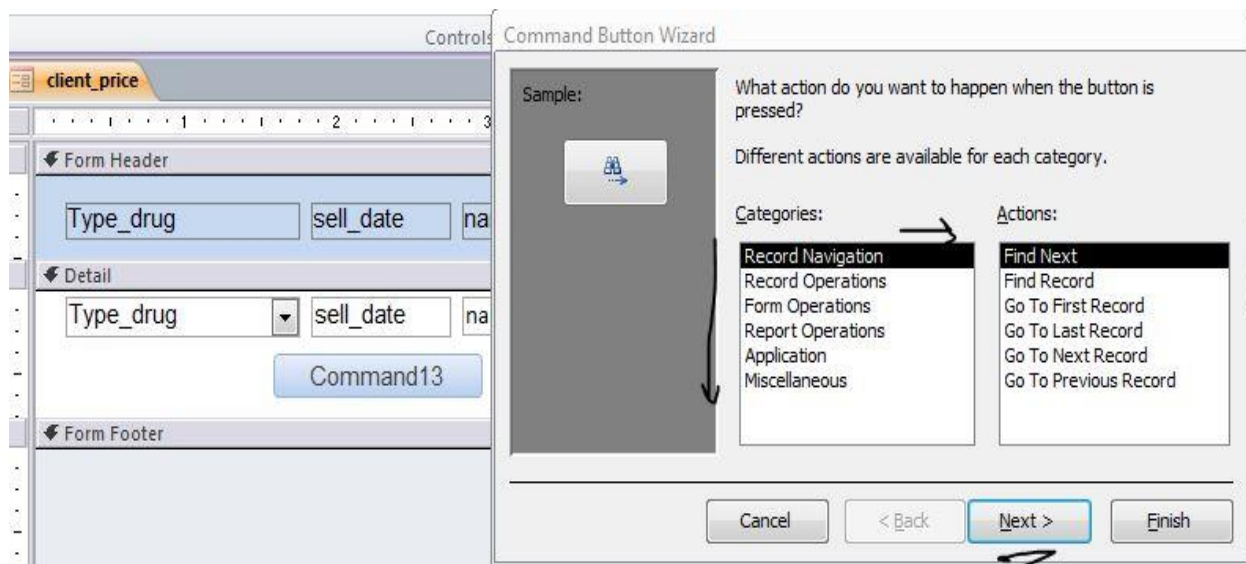 Controls
client_price
1 2 3
Form Header
Type_drug sell_date na
Detail
Type_drug sell_date na
Command13
Form Footer
Command Button Wizard
Sample:
What action do you want to happen when the button is
pressed?
Different actions are available for each category.
Categories:
Record Navigation
Record Operations
Form Operations
Report Operations
Application
Miscellaneous
Actions:
Find Next
Find Record
Go To First Record
Go To Last Record
Go To Next Record
Go To Previous Record
Cancel < Back Next > Finish